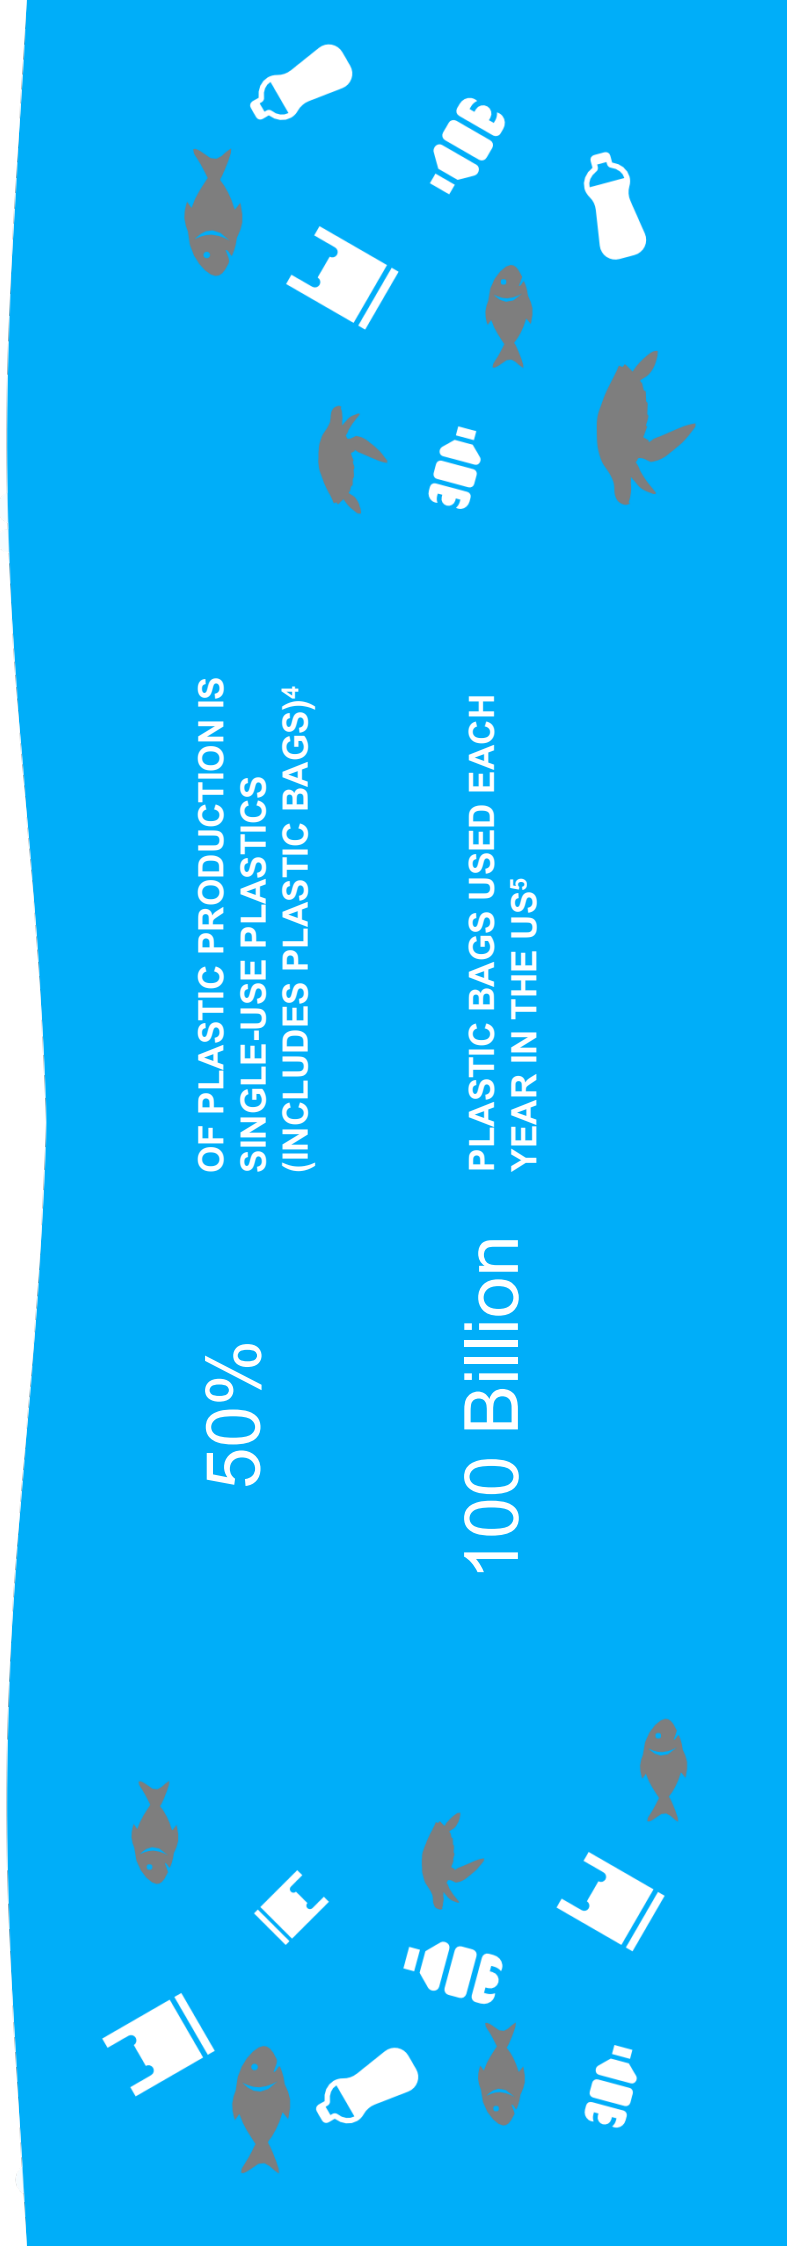 50%
OF PLASTIC PRODUCTION IS
SINGLE-USE PLASTICS
(INCLUDES PLASTIC BAGS)⁴
100 Billion
PLASTIC BAGS USED EACH
YEAR IN THE US⁵